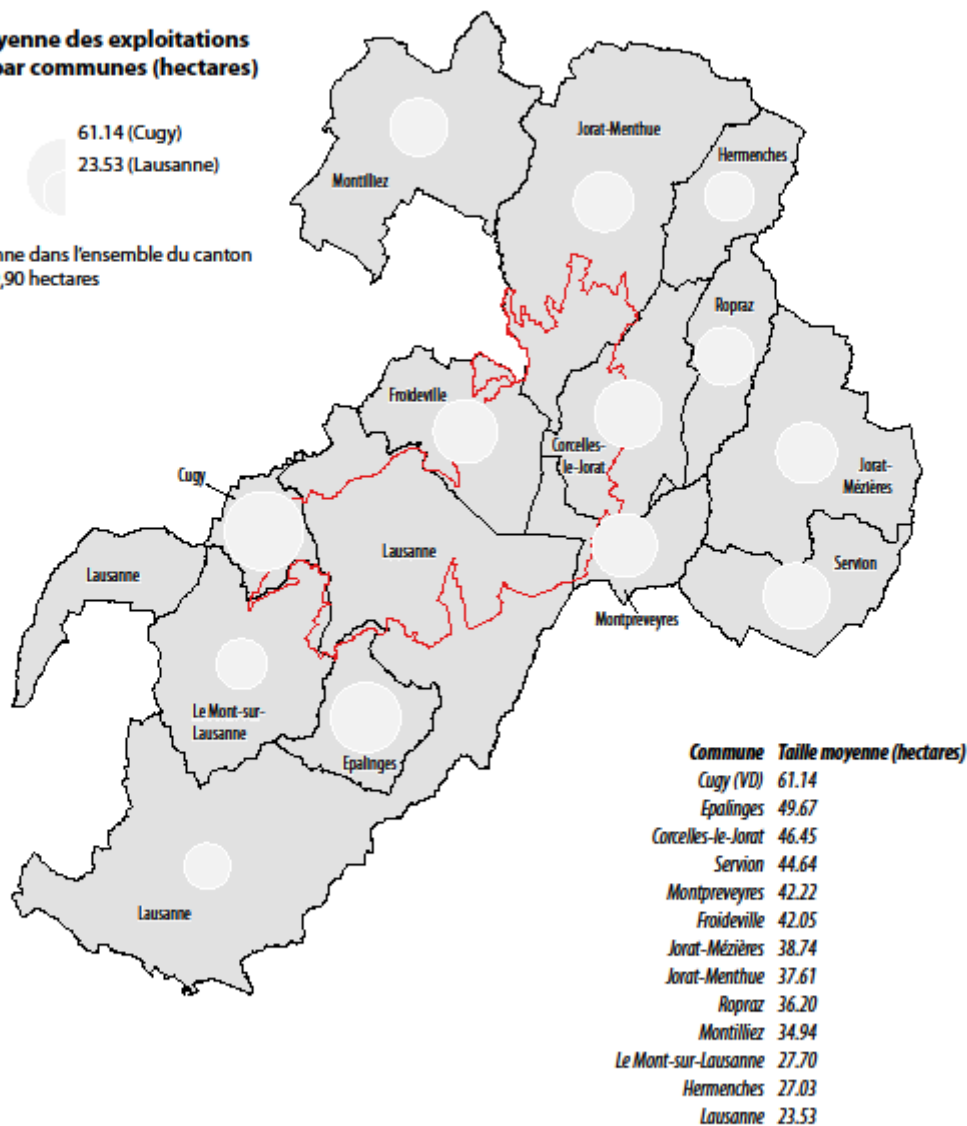 yenne des exploitations
par communes (hectares)
61.14 (Cugy)
23.53 (Lausanne)
nne dans l'ensemble du canton
,90 hectares
Montilliez
Jorat-Menthue
Hermenches
Ropraz
Froideville
Corcelles-
le-Jorat
Jorat-
Mézières
Cugy
Lausanne
Lausanne
Servion
Montpreveyres
Le Mont-sur-
Lausanne
Epalinges
Lausanne
Commune Taille moyenne (hectares)
Cugy (VD) 61.14
Epalinges 49.67
Corcelles-le-Jorat 46.45
Servion 44.64
Montpreveyres 42.22
Froideville 42.05
Jorat-Mézières 38.74
Jorat-Menthue 37.61
Ropraz 36.20
Montilliez 34.94
Le Mont-sur-Lausanne 27.70
Hermenches 27.03
Lausanne 23.53